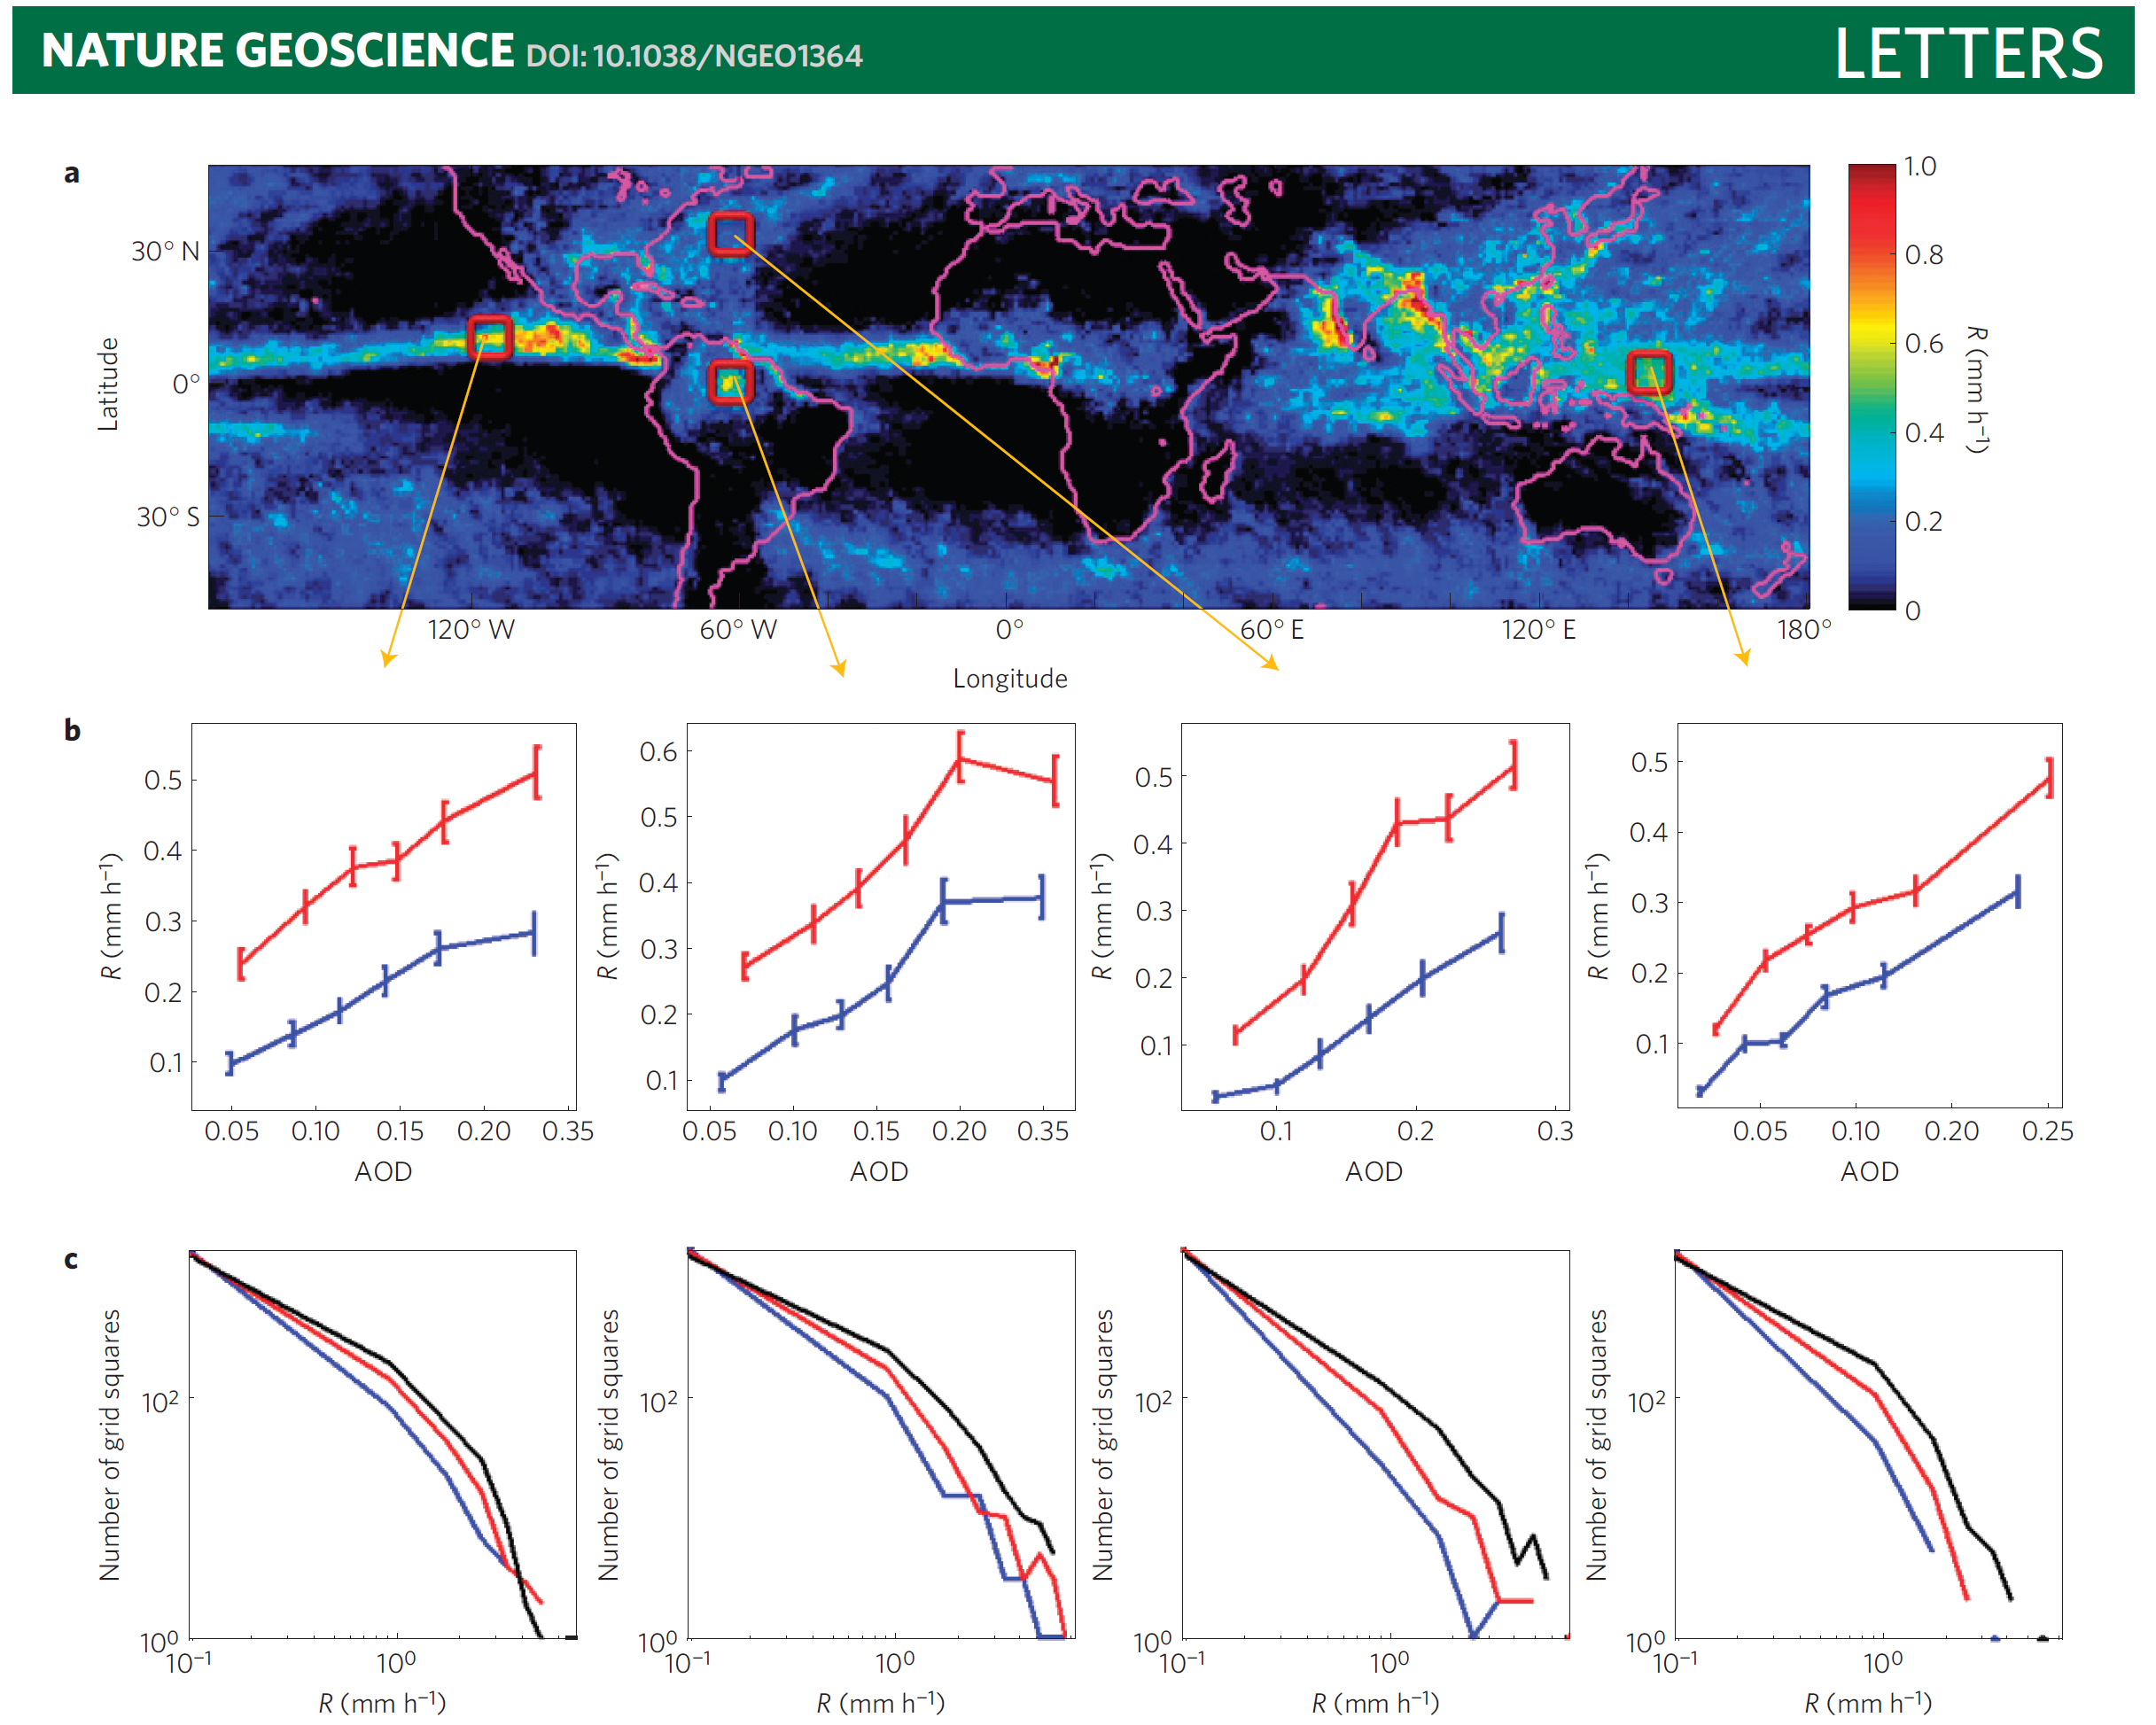 NATURE GEOSCIENCE DOI: 10.1038/NGEO1364
LETTERS
a
30° N
0°
30° S
Latitude
120° W
60° W
0°
60° E
120° E
180°
Longitude
1.0
0.8
0.6
0.4
0.2
0
R (mm h⁻¹)
b
0.5
0.4
0.3
0.2
0.1
R (mm h⁻¹)
0.05 0.10 0.15 0.20 0.35
AOD
0.6
0.5
0.4
0.3
0.2
0.1
R (mm h⁻¹)
0.05 0.10 0.15 0.20 0.35
AOD
0.5
0.4
0.3
0.2
0.1
R (mm h⁻¹)
0.1 0.2 0.3
AOD
0.5
0.4
0.3
0.2
0.1
R (mm h⁻¹)
0.05 0.10 0.20 0.25
AOD
c
Number of grid squares
10²
10⁰
10⁻¹ 10⁰
R (mm h⁻¹)
Number of grid squares
10²
10⁰
10⁻¹ 10⁰
R (mm h⁻¹)
Number of grid squares
10²
10⁰
10⁻¹ 10⁰
R (mm h⁻¹)
Number of grid squares
10²
10⁰
10⁻¹ 10⁰
R (mm h⁻¹)